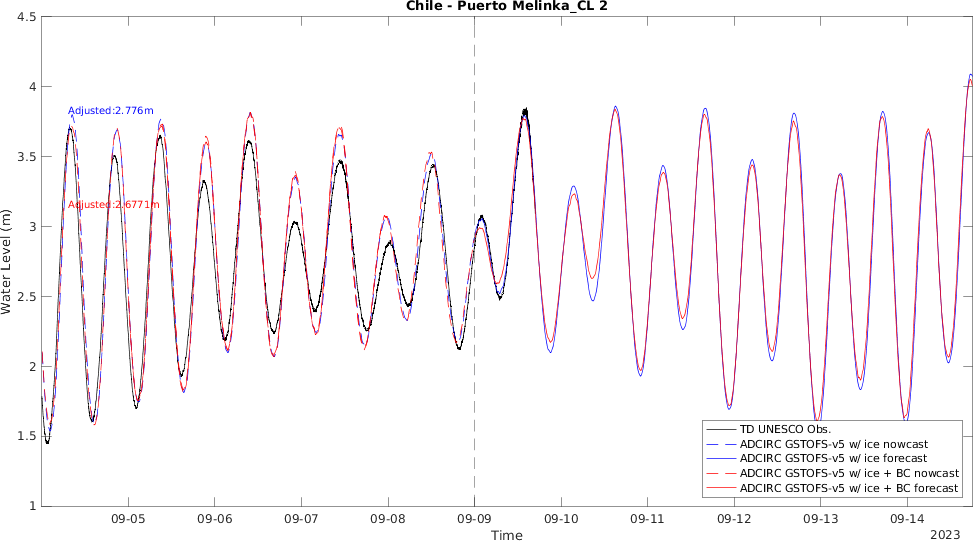 Chile - Puerto Melinka_CL 2
4.5
4
3.5
3
2.5
2
1.5
1
Water Level (m)
Adjusted:2.776m
Adjusted:2.6771m
TD UNESCO Obs.
ADCIRC GSTOFS-v5 w/ ice nowcast
ADCIRC GSTOFS-v5 w/ ice forecast
ADCIRC GSTOFS-v5 w/ ice + BC nowcast
ADCIRC GSTOFS-v5 w/ ice + BC forecast
09-05 09-06 09-07 09-08 09-09 09-10 09-11 09-12 09-13 09-14
Time
2023